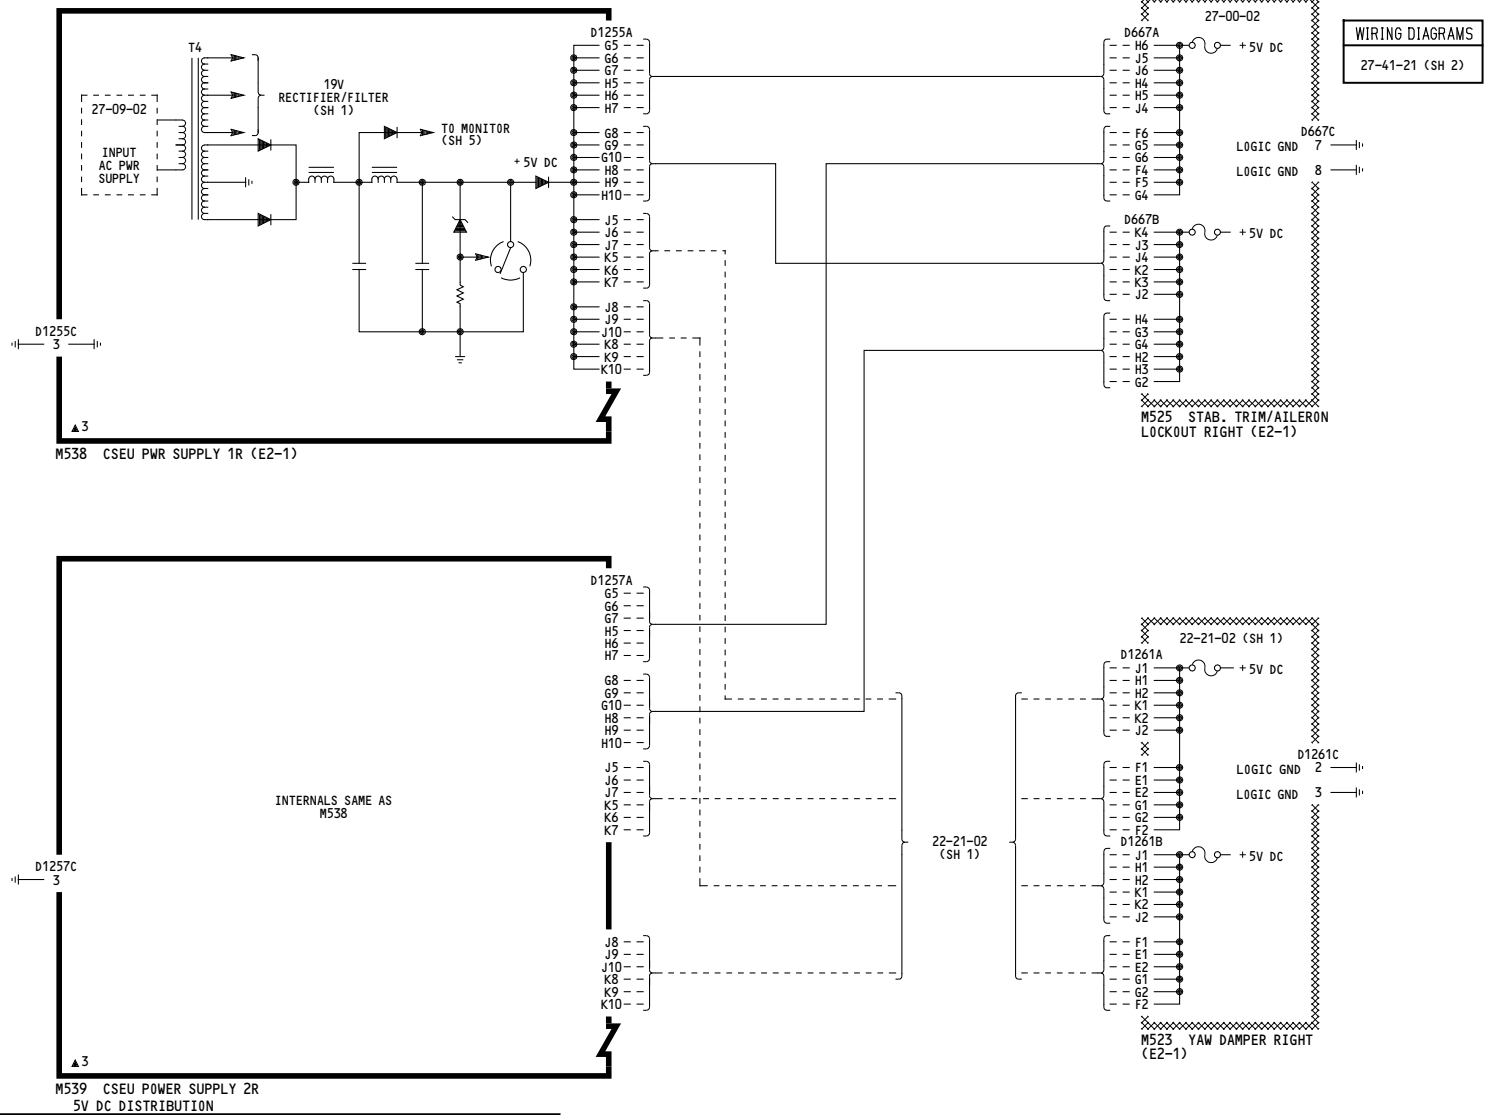 27-00-02
WIRING DIAGRAMS
27-41-21 (SH 2)
T4
27-09-02
INPUT
AC PWR
SUPPLY
19V
RECTIFIER/FILTER
(SH 1)
TO MONITOR
(SH 5)
+5V DC
D1255A
G5
G6
G7
H5
H6
H7
G8
G9
G10
H8
H9
H10
J5
J6
J7
K5
K6
K7
J8
J9
J10
K8
K9
K10
D1255C
3
3
M538 CSEU PWR SUPPLY 1R (E2-1)
D667A
H6
J5
J6
H4
H5
J4
+5V DC
F6
G5
G6
F4
F5
G4
D667C
LOGIC GND 7
LOGIC GND 8
D667B
K4
J3
J4
K2
K3
J2
+5V DC
H4
G3
G4
H2
H3
G2
M525 STAB. TRIM/AILERON
LOCKOUT RIGHT (E2-1)
D1257A
G5
G6
G7
H5
H6
H7
G8
G9
G10
H8
H9
H10
J5
J6
J7
K5
K6
K7
J8
J9
J10
K8
K9
K10
INTERNALS SAME AS
M538
D1257C
3
3
M539 CSEU POWER SUPPLY 2R
5V DC DISTRIBUTION
22-21-02
(SH 1)
22-21-02 (SH 1)
D1261A
J1
H1
H2
K1
K2
J2
+5V DC
F1
E1
E2
G1
G2
F2
D1261C
LOGIC GND 2
LOGIC GND 3
D1261B
J1
H1
H2
K1
K2
J2
+5V DC
F1
E1
E2
G1
G2
F2
M523 YAW DAMPER RIGHT
(E2-1)